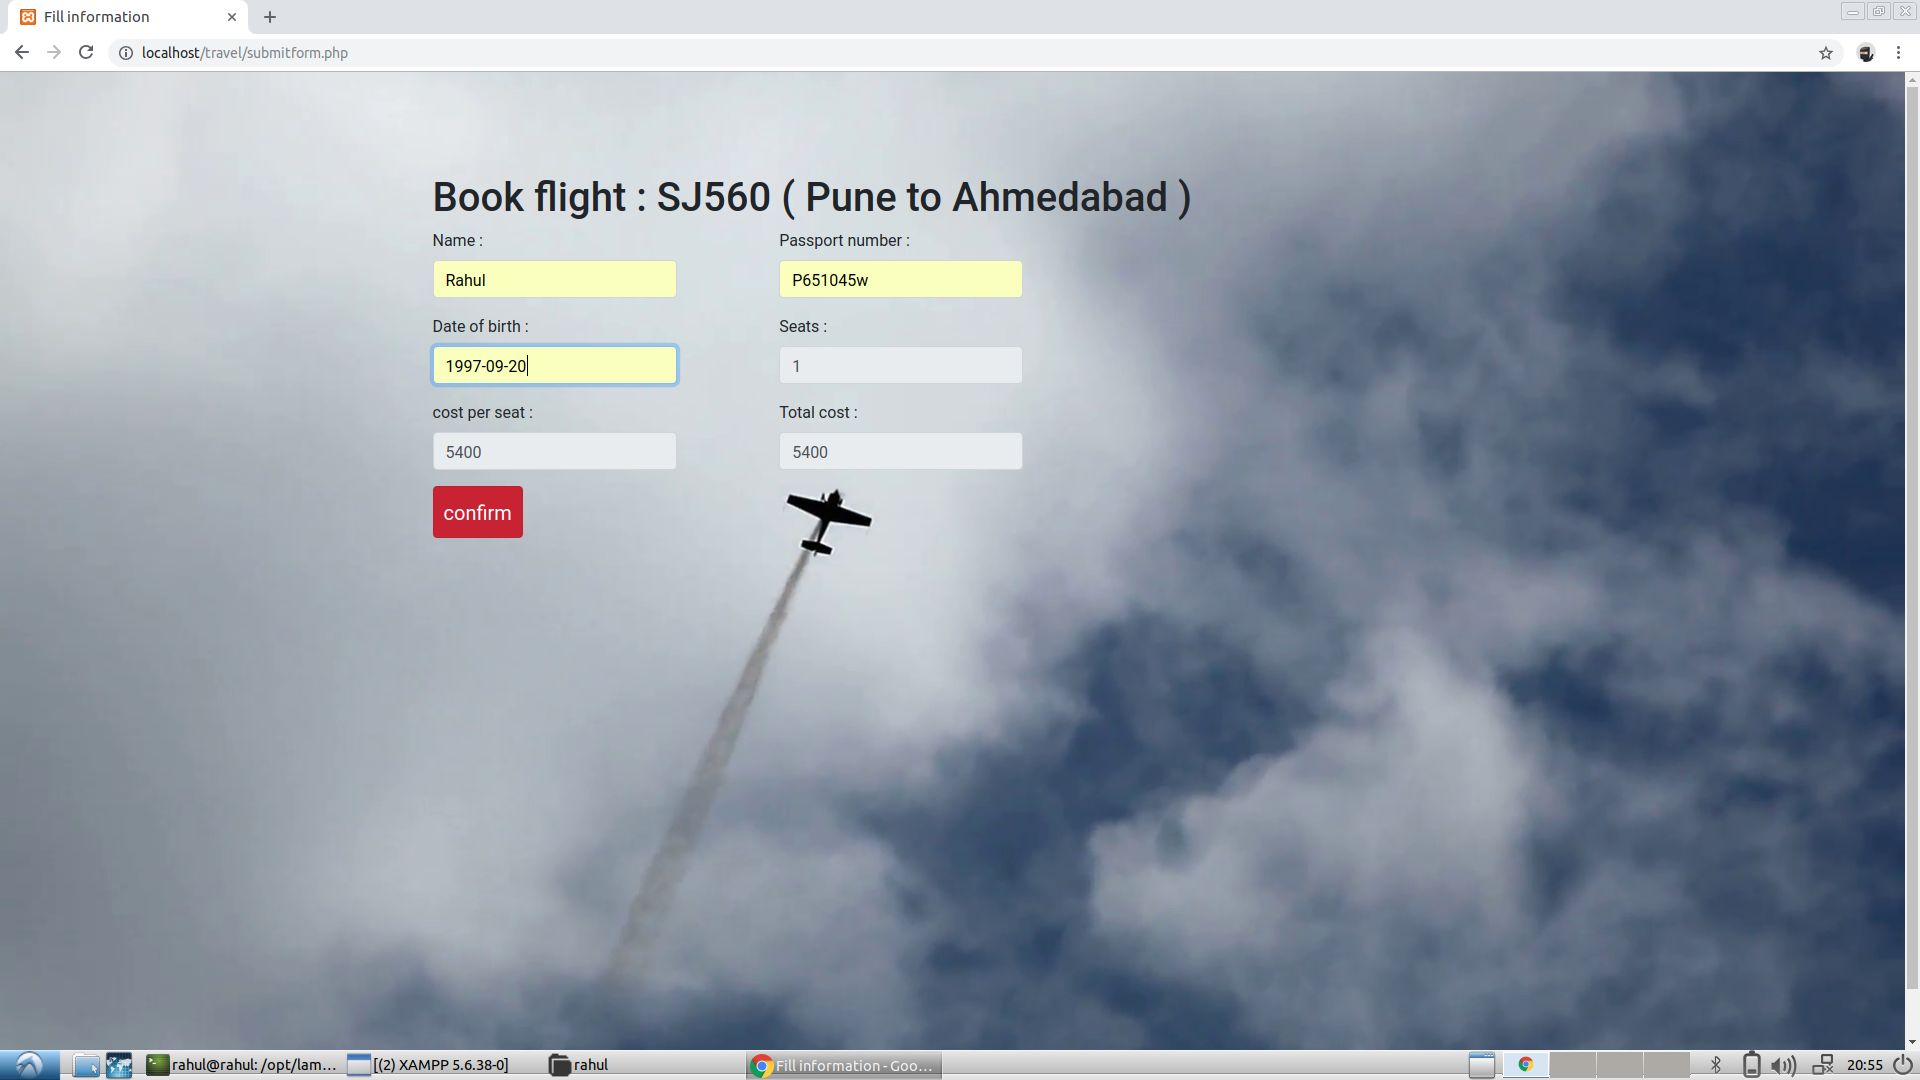 Fill information
localhost/travel/submitform.php
Book flight : SJ560 ( Pune to Ahmedabad )
Name : Passport number :
Rahul P651045w
Date of birth : Seats :
1997-09-20 1
cost per seat : Total cost :
5400 5400
confirm
rahul@rahul: /opt/lam... [(2) XAMPP 5.6.38-0] rahul Fill information - Goo... 20:55